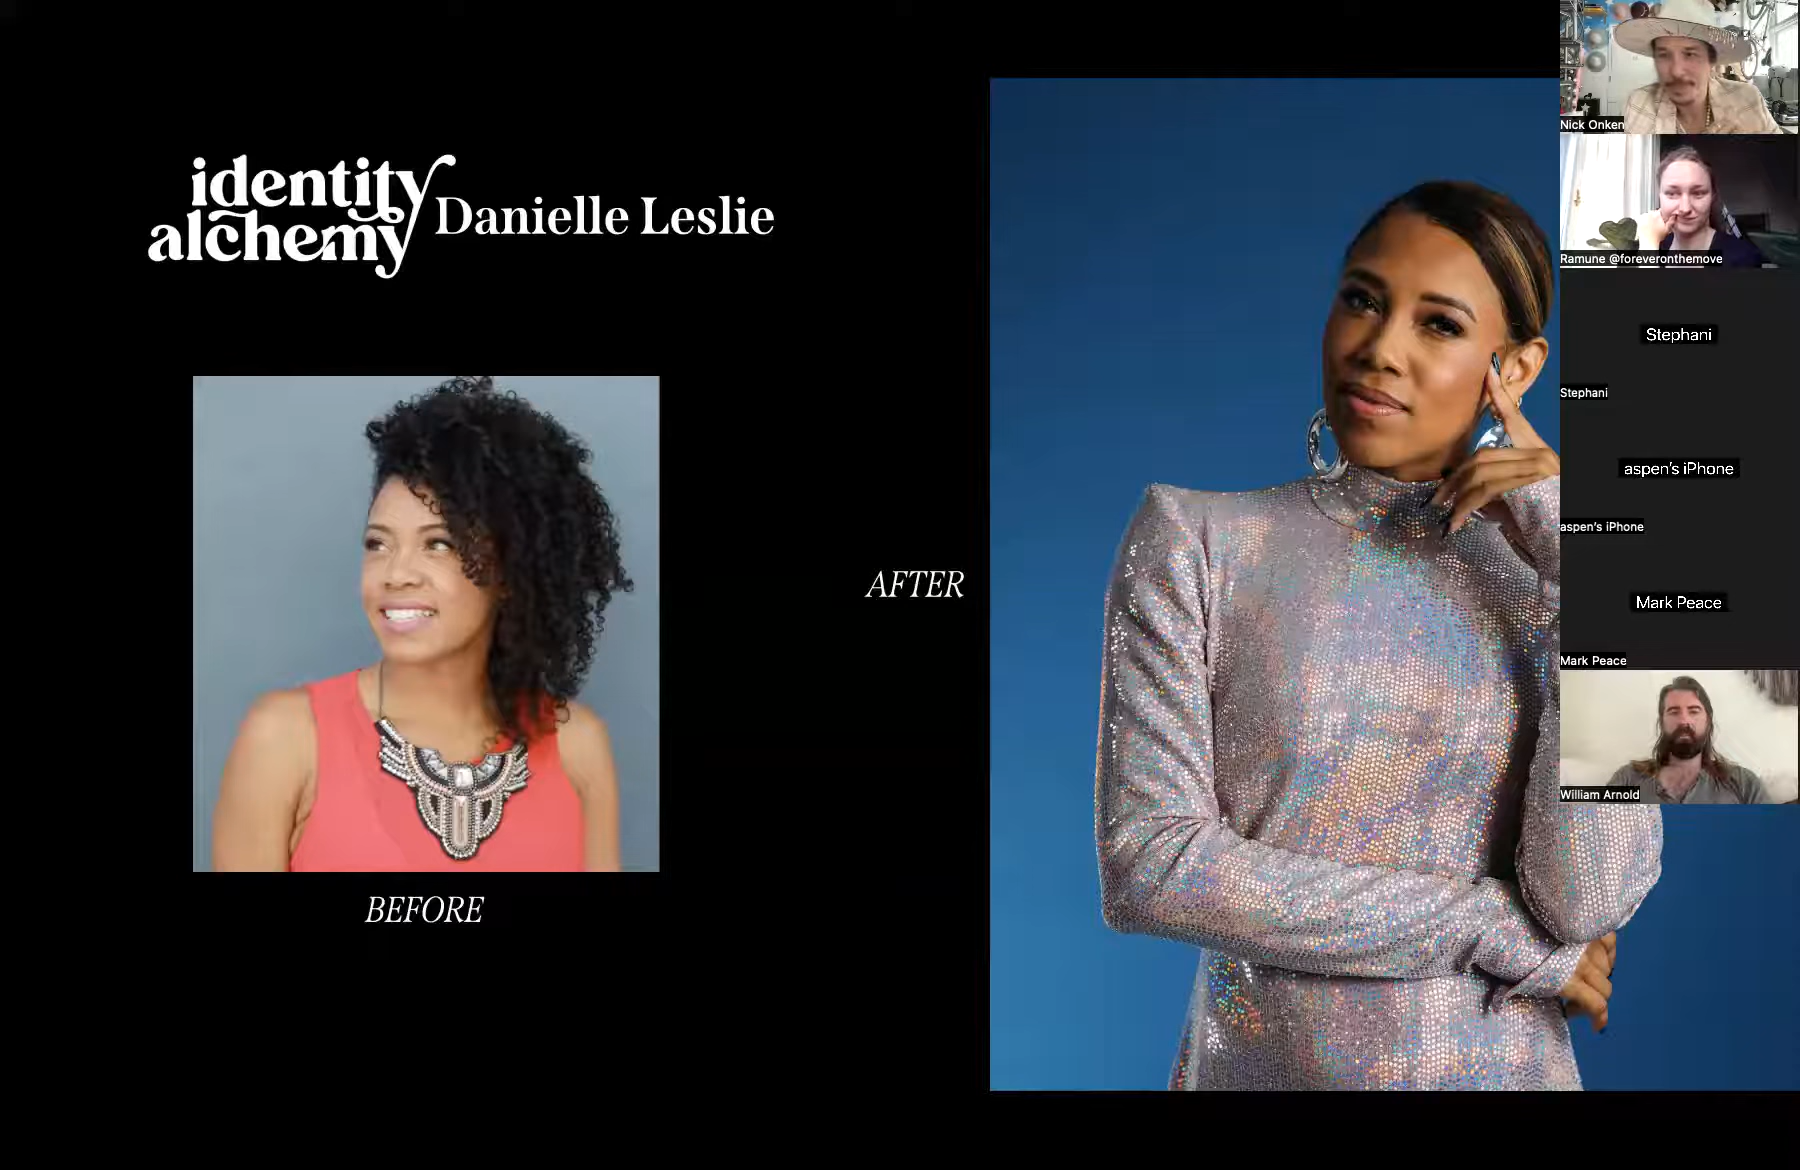 identity
alchemy
Danielle Leslie
BEFORE
AFTER
Nick Onken
Ramune @foreveronthemove
Stephani
Stephani
aspen's iPhone
aspen's iPhone
Mark Peace
Mark Peace
William Arnold